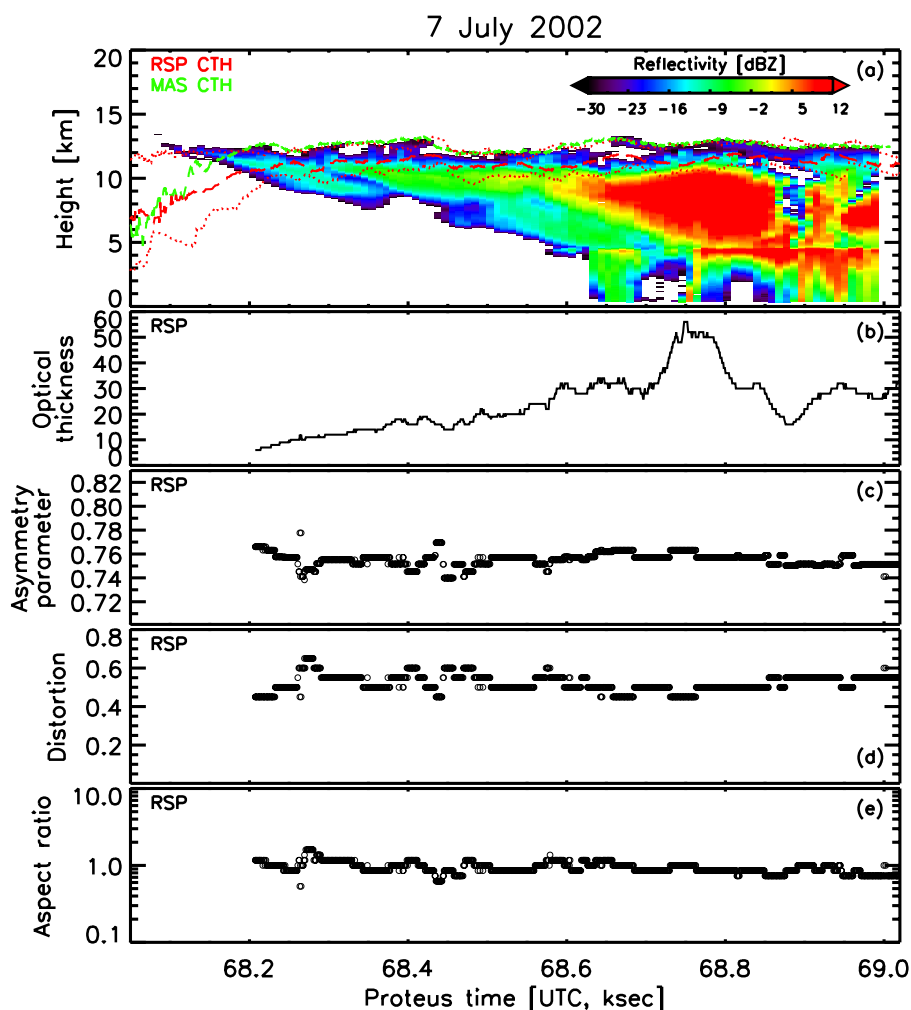 7 July 2002
RSP CTH
MAS CTH
Reflectivity [dBZ]
(a)
-30 -23 -16 -9 -2 5 12
20
15
10
5
0
Height [km]
RSP
(b)
60
50
40
30
20
10
0
Optical
thickness
RSP
(c)
0.82
0.80
0.78
0.76
0.74
0.72
Asymmetry
parameter
RSP
(d)
0.8
0.6
0.4
0.2
Distortion
RSP
(e)
10.0
1.0
0.1
Aspect ratio
68.2 68.4 68.6 68.8 69.0
Proteus time [UTC, ksec]